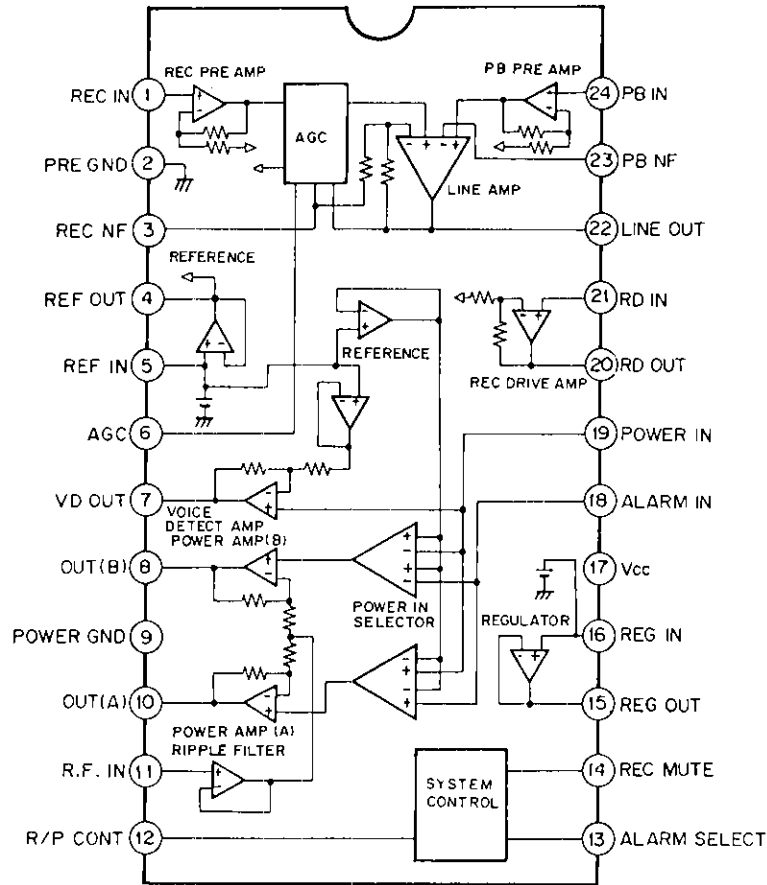 REC PRE AMP
PB PRE AMP
REC IN 1
24 PB IN
AGC
PRE GND 2
23 PB NF
LINE AMP
REC NF 3
22 LINE OUT
REFERENCE
REF OUT 4
21 RD IN
REFERENCE
REF IN 5
20 RD OUT
REC DRIVE AMP
AGC 6
19 POWER IN
VD OUT 7
18 ALARM IN
VOICE
DETECT AMP
POWER AMP (B)
OUT(B) 8
17 Vcc
POWER IN
SELECTOR
REGULATOR
POWER GND 9
16 REG IN
OUT(A) 10
15 REG OUT
POWER AMP (A)
RIPPLE FILTER
R.F. IN 11
14 REC MUTE
SYSTEM
CONTROL
R/P CONT 12
13 ALARM SELECT